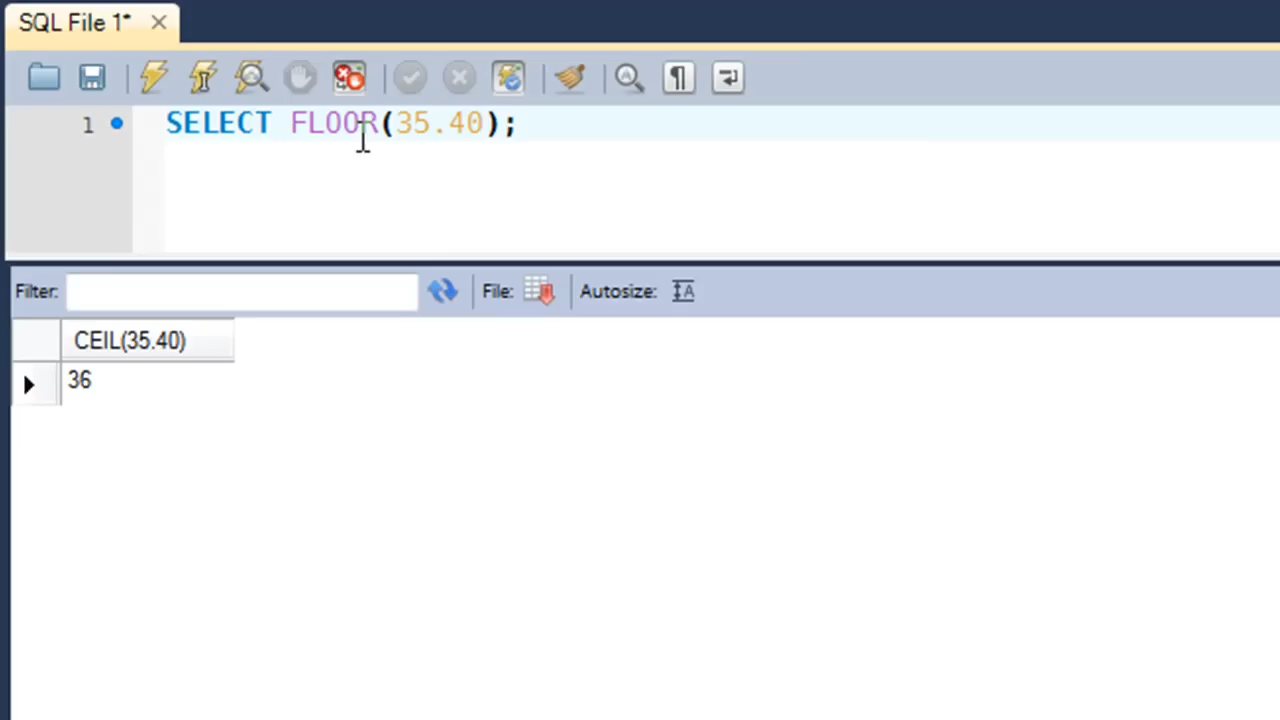 SQL File 1*
1 SELECT FLOOR(35.40);
Filter: File: Autosize:
CEIL(35.40)
36